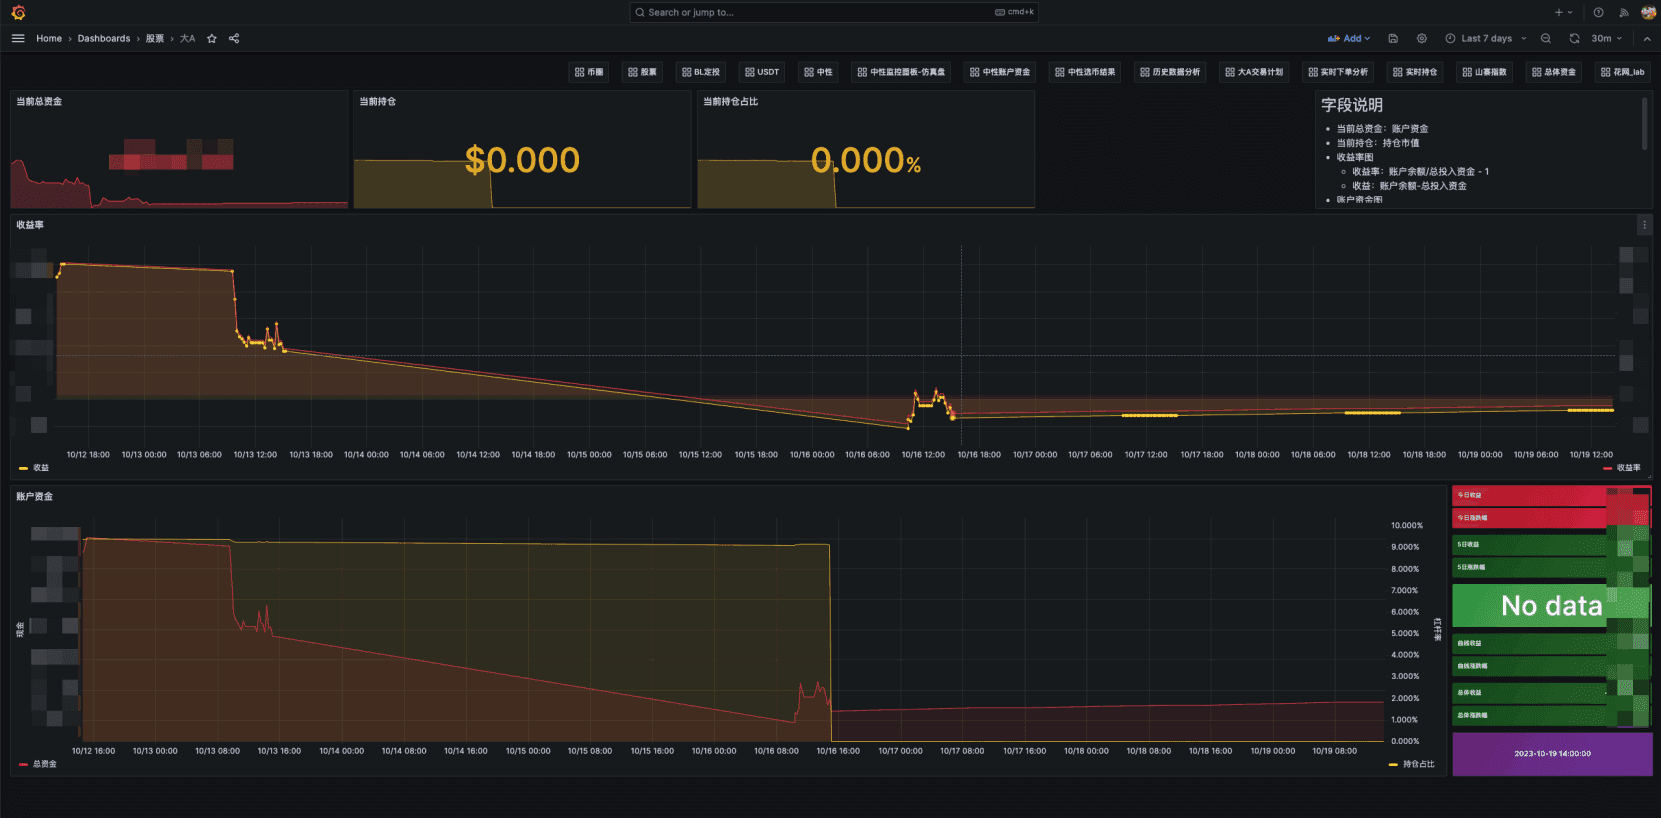 Search or jump to...
cmd+k
Home › Dashboards › 股票 › 大A
Add
Last 7 days
30m
币圈
股票
BL定投
USDT
中性
中性监控面板-仿真盘
中性账户资金
中性选币结果
历史数据分析
大A交易计划
实时下单分析
实时持仓
山寨指数
总体资金
花网_lab
当前总资金
当前持仓
$0.000
当前持仓占比
0.000%
字段说明
当前总资金：账户资金
当前持仓：持仓市值
收益率图
收益率：账户余额/总投入资金 - 1
收益：账户余额-总投入资金
账户资金图
收益率
10/12 18:00 10/13 00:00 10/13 06:00 10/13 12:00 10/13 18:00 10/14 00:00 10/14 06:00 10/14 12:00 10/14 18:00 10/15 00:00 10/15 06:00 10/15 12:00 10/15 18:00 10/16 00:00 10/16 06:00 10/16 12:00 10/16 18:00 10/17 00:00 10/17 06:00 10/17 12:00 10/17 18:00 10/18 00:00 10/18 06:00 10/18 12:00 10/18 18:00 10/19 00:00 10/19 06:00 10/19 12:00
收益
收益率
账户资金
现金
10.000%
9.000%
8.000%
7.000%
6.000%
5.000%
4.000%
3.000%
2.000%
1.000%
0.000%
杠杆率
10/12 16:00 10/13 00:00 10/13 08:00 10/13 16:00 10/14 00:00 10/14 08:00 10/14 16:00 10/15 00:00 10/15 08:00 10/15 16:00 10/16 00:00 10/16 08:00 10/16 16:00 10/17 00:00 10/17 08:00 10/17 16:00 10/18 00:00 10/18 08:00 10/18 16:00 10/19 00:00 10/19 08:00
总资金
持仓占比
今日收益
今日涨跌幅
5日收益
5日涨跌幅
No data
曲线收益
曲线涨跌幅
总体收益
总体涨跌幅
2023-10-19 14:00:00